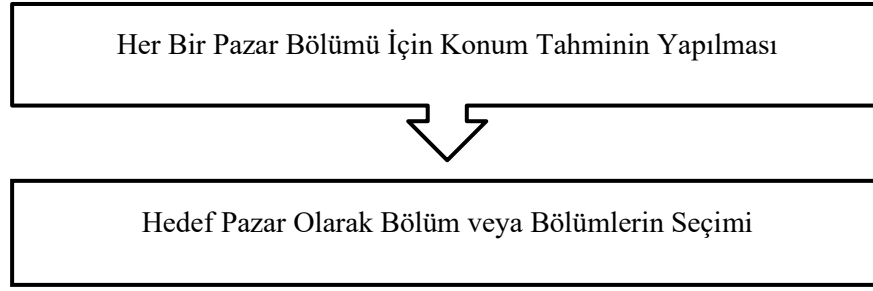 Her Bir Pazar Bölümü İçin Konum Tahminin Yapılması
Hedef Pazar Olarak Bölüm veya Bölümlerin Seçimi